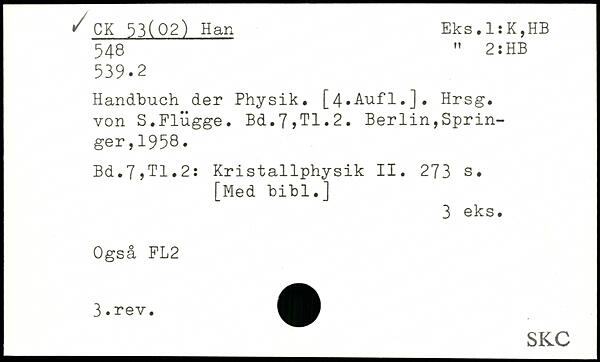 ✓ CK 53(02) Han Eks.1:K,HB
548 " 2:HB
539.2
Handbuch der Physik. [4.Aufl.]. Hrsg.
von S.Flügge. Bd.7,Tl.2. Berlin,Sprin-
ger,1958.
Bd.7,Tl.2: Kristallphysik II. 273 s.
[Med bibl.]
3 eks.
Også FL2
3.rev.
SKC